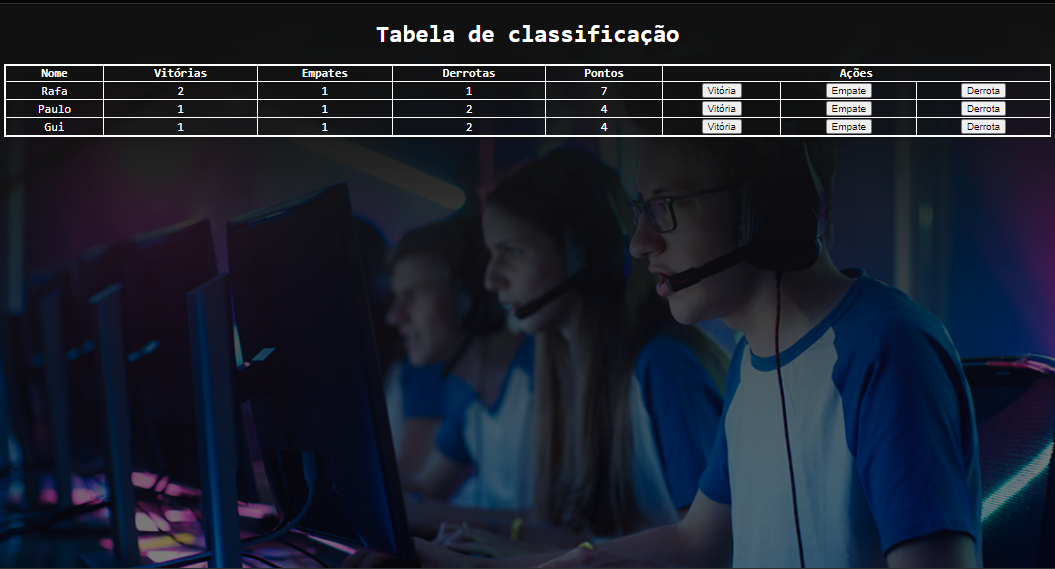 Tabela de classificação
Nome Vitórias Empates Derrotas Pontos Ações
Rafa 2 1 1 7 Vitória Empate Derrota
Paulo 1 1 2 4 Vitória Empate Derrota
Gui 1 1 2 4 Vitória Empate Derrota